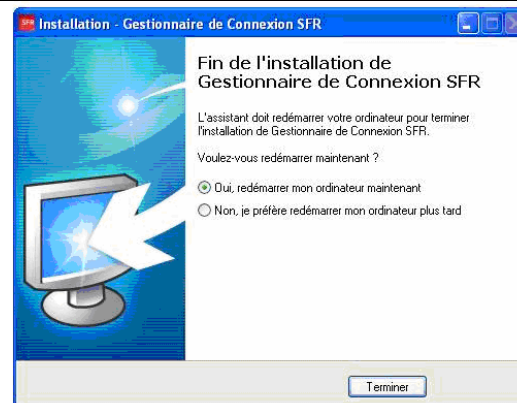 SFR Installation - Gestionnaire de Connexion SFR
Fin de l'installation de
Gestionnaire de Connexion SFR
L'assistant doit redémarrer votre ordinateur pour terminer
l'installation de Gestionnaire de Connexion SFR.
Voulez-vous redémarrer maintenant ?
Oui, redémarrer mon ordinateur maintenant
Non, je préfère redémarrer mon ordinateur plus tard
Terminer